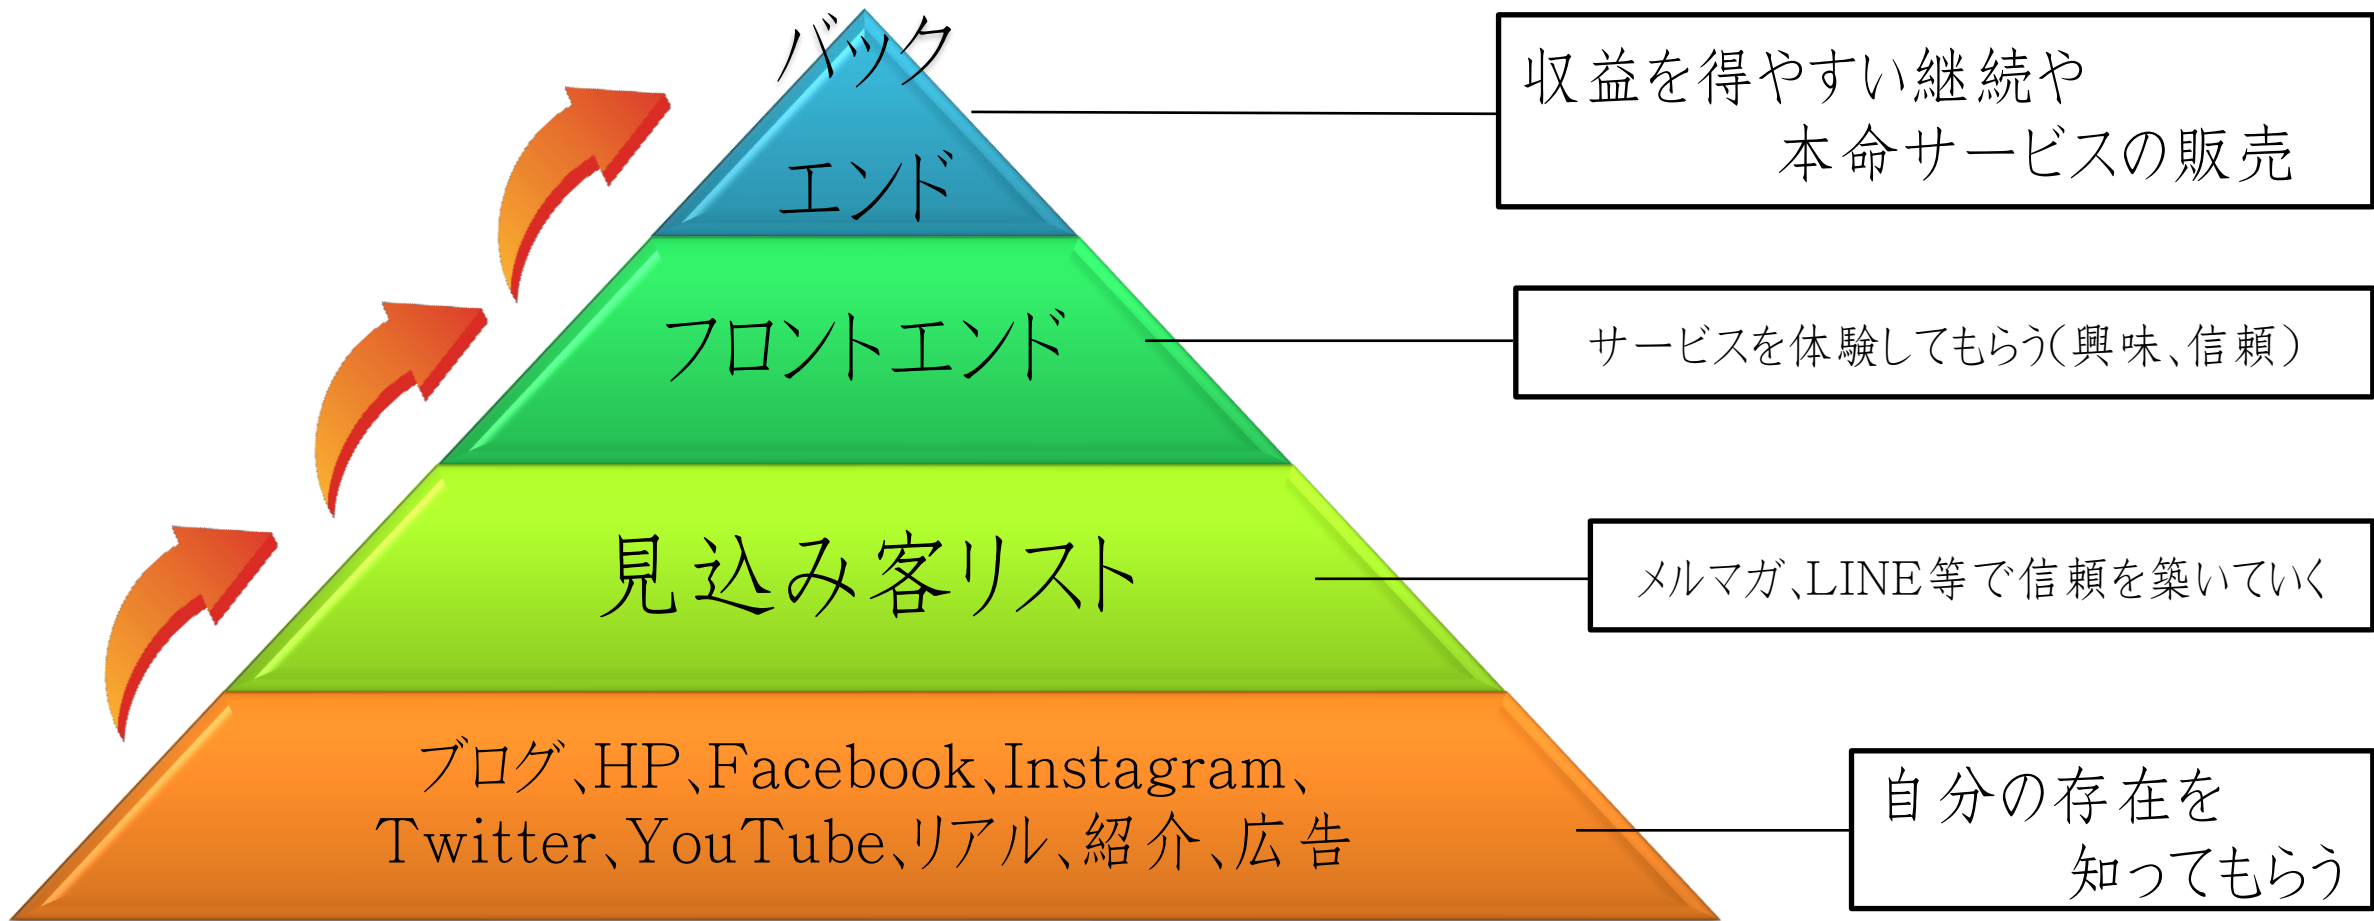 バック
エンド
収益を得やすい継続や
本命サービスの販売
フロントエンド
サービスを体験してもらう(興味、信頼)
見込み客リスト
メルマガ、LINE等で信頼を築いていく
ブログ、HP、Facebook、Instagram、
Twitter、YouTube、リアル、紹介、広告
自分の存在を
知ってもらう